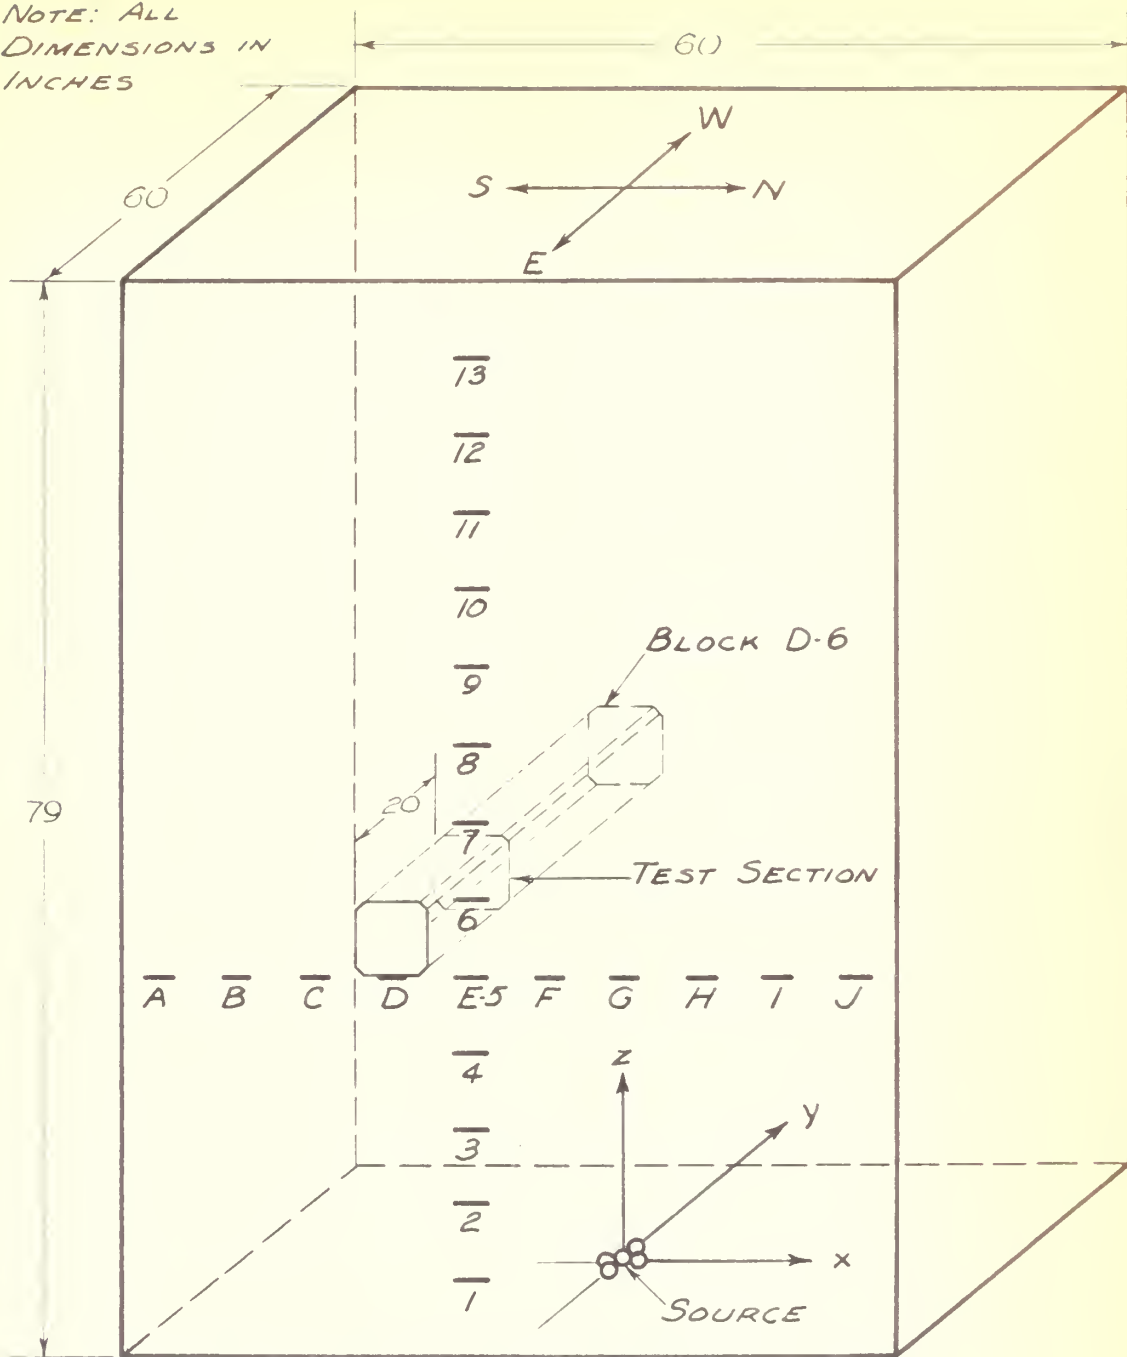 NOTE: ALL
DIMENSIONS IN
INCHES
60
60
W
S N
E
13
12
11
10
BLOCK D-6
9
8
20
79
7
TEST SECTION
6
A B C D E-5 F G H I J
4
Z
Y
3
2
X
1
SOURCE